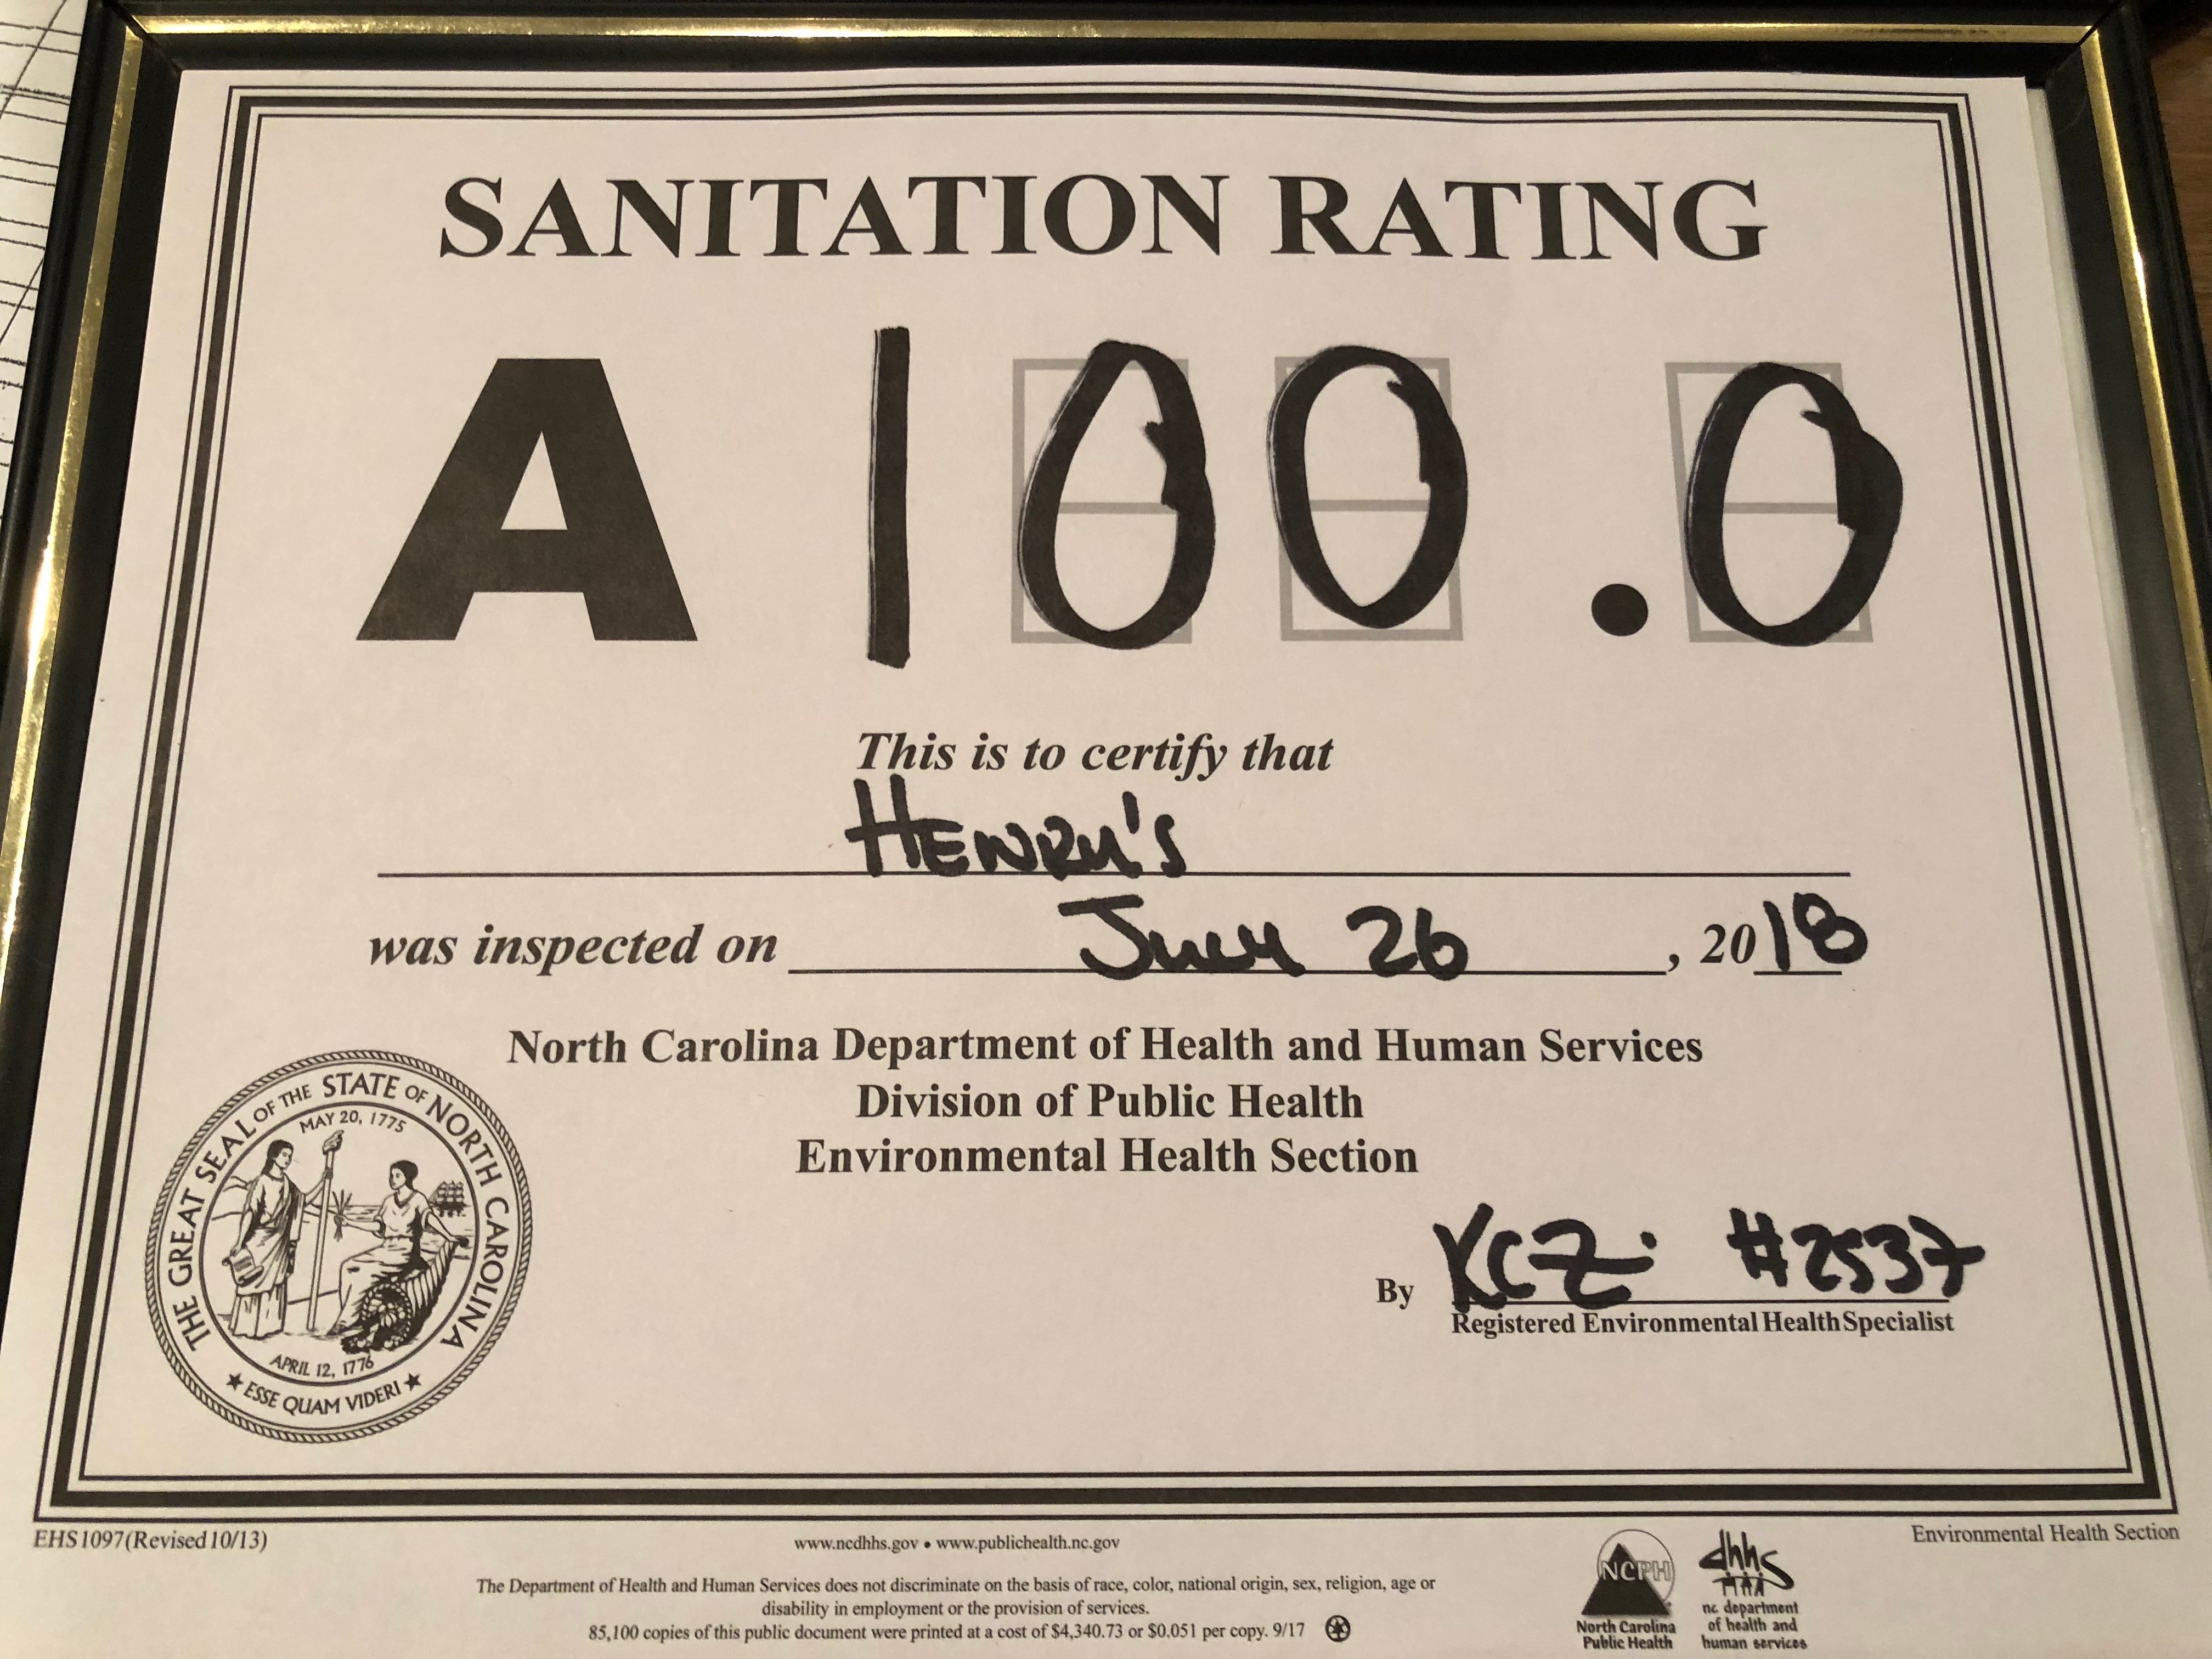 SANITATION RATING
A 100.0
This is to certify that
HENRY'S
was inspected on July 26, 2018
North Carolina Department of Health and Human Services
Division of Public Health
Environmental Health Section
THE GREAT SEAL OF THE STATE OF NORTH CAROLINA
MAY 20, 1775
APRIL 12, 1776
★ ESSE QUAM VIDERI ★
By KCZ #2537
Registered Environmental Health Specialist
EHS 1097 (Revised 10/13)
www.ncdhhs.gov • www.publichealth.nc.gov
Environmental Health Section
The Department of Health and Human Services does not discriminate on the basis of race, color, national origin, sex, religion, age or
disability in employment or the provision of services.
85,100 copies of this public document were printed at a cost of $4,340.73 or $0.051 per copy. 9/17
NCPH
North Carolina
Public Health
dhhs
nc department
of health and
human services